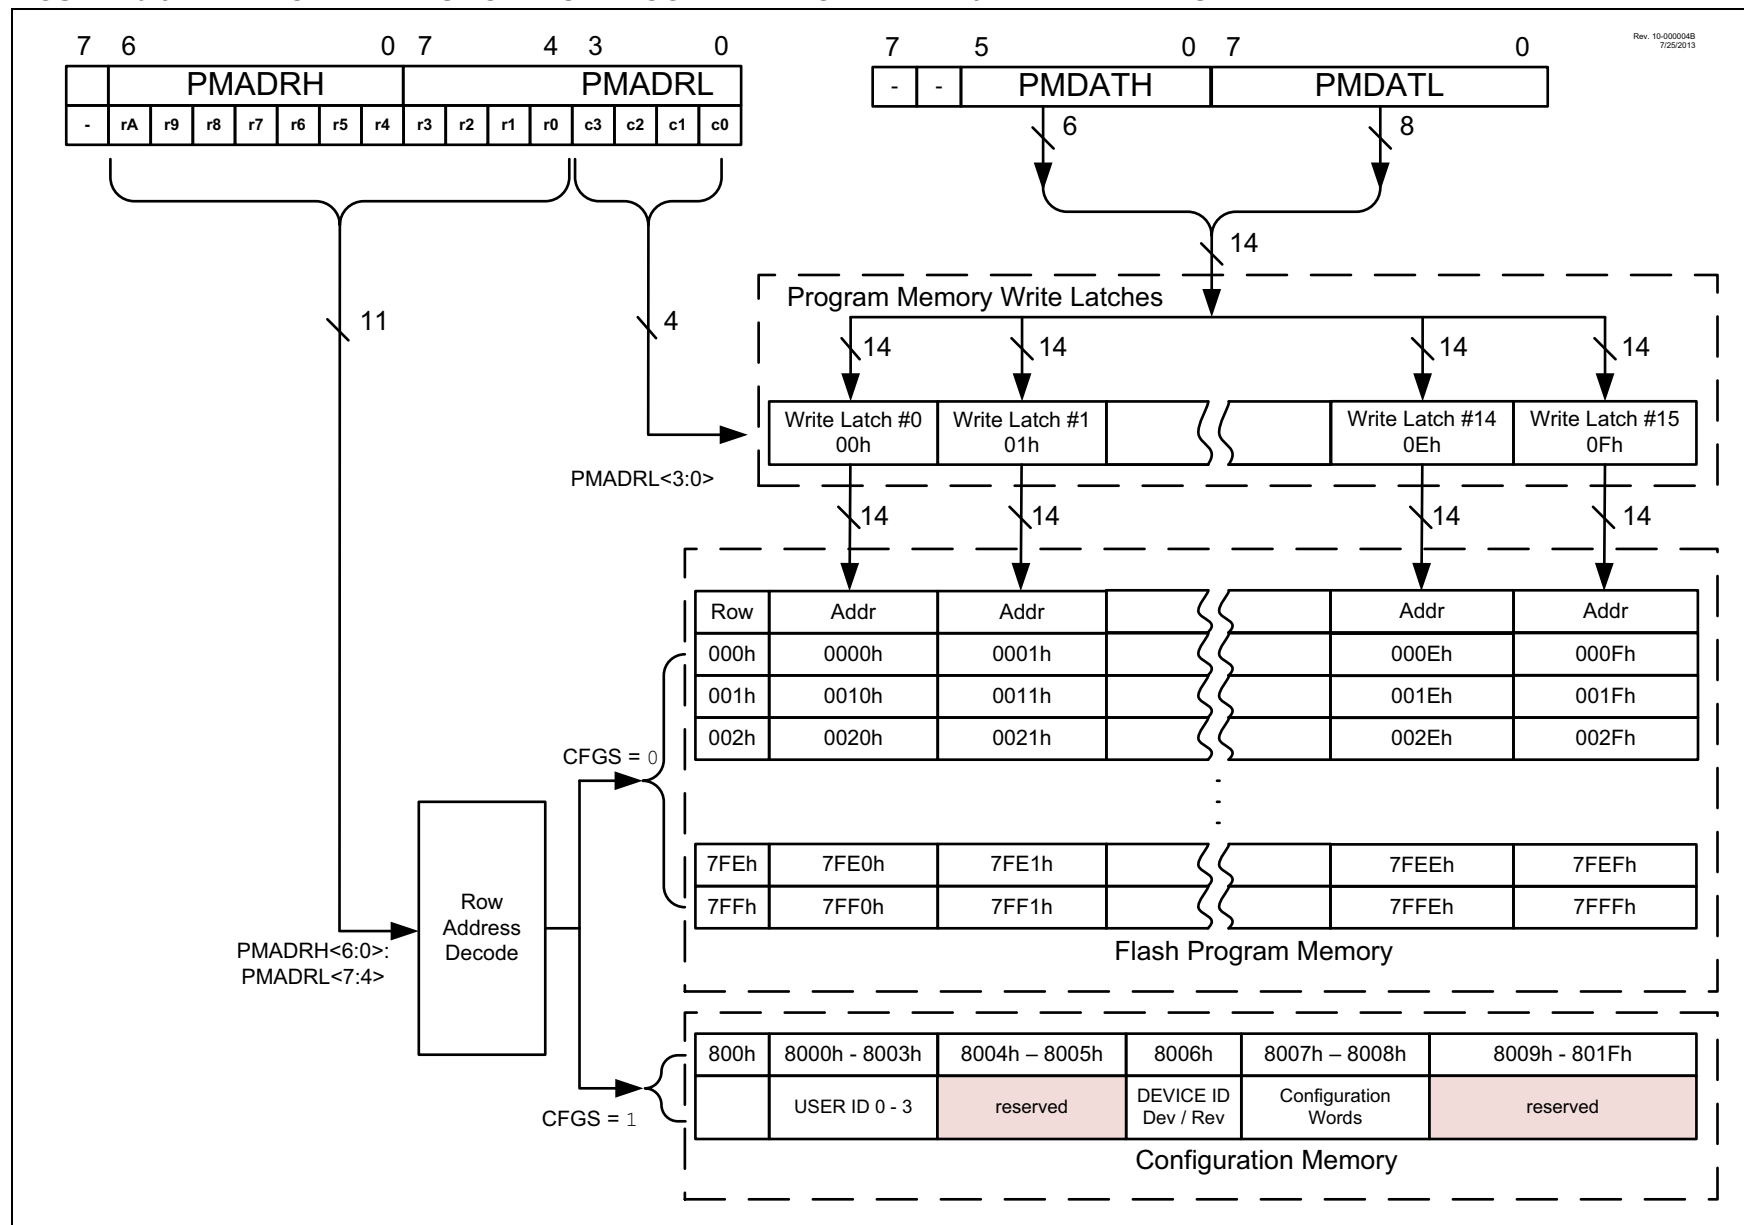 7 6 0 7 4 3 0
7 5 0 7 0
Rev. 10-000004B
7/25/2013
PMADRH PMADRL
- rA r9 r8 r7 r6 r5 r4 r3 r2 r1 r0 c3 c2 c1 c0
- - PMDATH PMDATL
6 8
14
11
4
Program Memory Write Latches
14 14 14 14
Write Latch #0
00h
Write Latch #1
01h
Write Latch #14
0Eh
Write Latch #15
0Fh
PMADRL<3:0>
14 14 14 14
Row Addr Addr Addr Addr
000h 0000h 0001h 000Eh 000Fh
001h 0010h 0011h 001Eh 001Fh
002h 0020h 0021h 002Eh 002Fh
CFGS = 0
7FEh 7FE0h 7FE1h 7FEEh 7FEFh
7FFh 7FF0h 7FF1h 7FFEh 7FFFh
Flash Program Memory
Row
Address
Decode
PMADRH<6:0>:
PMADRL<7:4>
800h 8000h - 8003h 8004h – 8005h 8006h 8007h – 8008h 8009h - 801Fh
USER ID 0 - 3
reserved
DEVICE ID
Dev / Rev
Configuration
Words
reserved
CFGS = 1
Configuration Memory